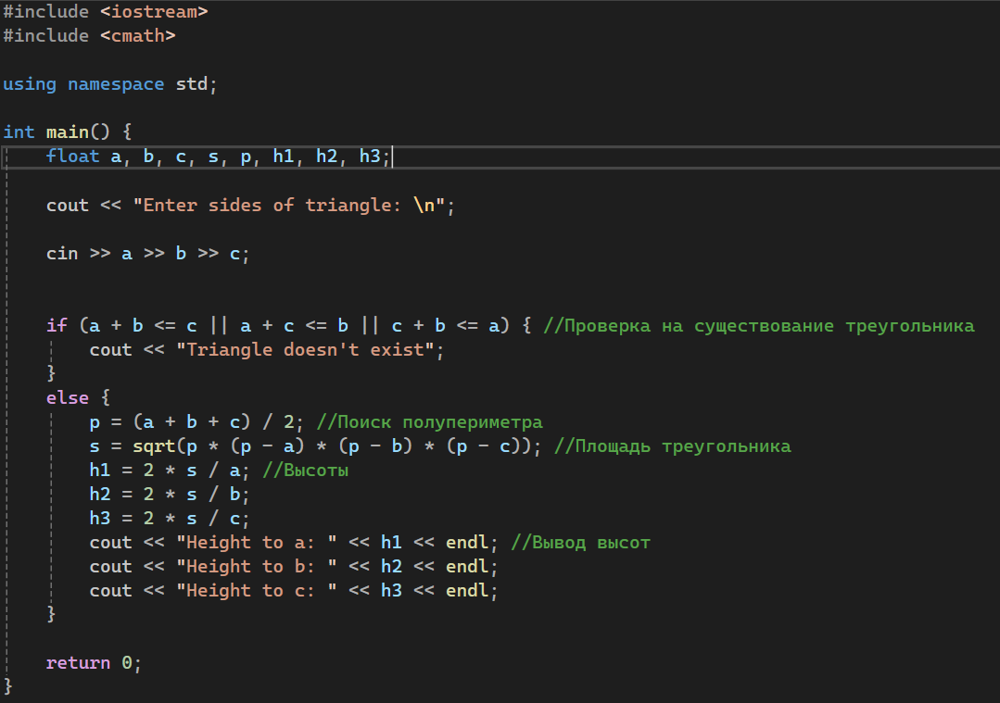 #include <iostream>
#include <cmath>
using namespace std;
int main() {
float a, b, c, s, p, h1, h2, h3;
cout << "Enter sides of triangle: \n";
cin >> a >> b >> c;
if (a + b <= c || a + c <= b || c + b <= a) { //Проверка на существование треугольника
cout << "Triangle doesn't exist";
}
else {
p = (a + b + c) / 2; //Поиск полупериметра
s = sqrt(p * (p - a) * (p - b) * (p - c)); //Площадь треугольника
h1 = 2 * s / a; //Высоты
h2 = 2 * s / b;
h3 = 2 * s / c;
cout << "Height to a: " << h1 << endl; //Вывод высот
cout << "Height to b: " << h2 << endl;
cout << "Height to c: " << h3 << endl;
}
return 0;
}